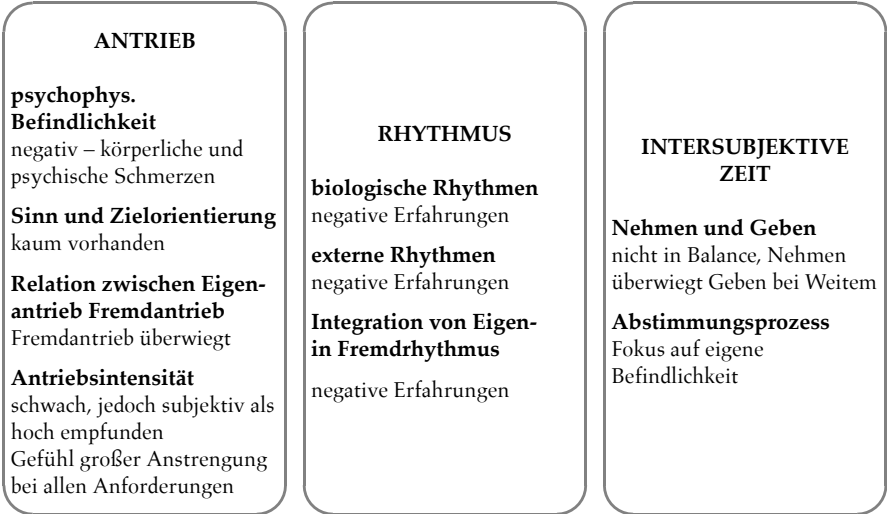 ANTRIEB
psychophys.
Befindlichkeit
negativ – körperliche und
psychische Schmerzen
Sinn und Zielorientierung
kaum vorhanden
Relation zwischen Eigen-
antrieb Fremdantrieb
Fremdantrieb überwiegt
Antriebsintensität
schwach, jedoch subjektiv als
hoch empfunden
Gefühl großer Anstrengung
bei allen Anforderungen
RHYTHMUS
biologische Rhythmen
negative Erfahrungen
externe Rhythmen
negative Erfahrungen
Integration von Eigen-
in Fremdrhythmus
negative Erfahrungen
INTERSUBJEKTIVE
ZEIT
Nehmen und Geben
nicht in Balance, Nehmen
überwiegt Geben bei Weitem
Abstimmungsprozess
Fokus auf eigene
Befindlichkeit